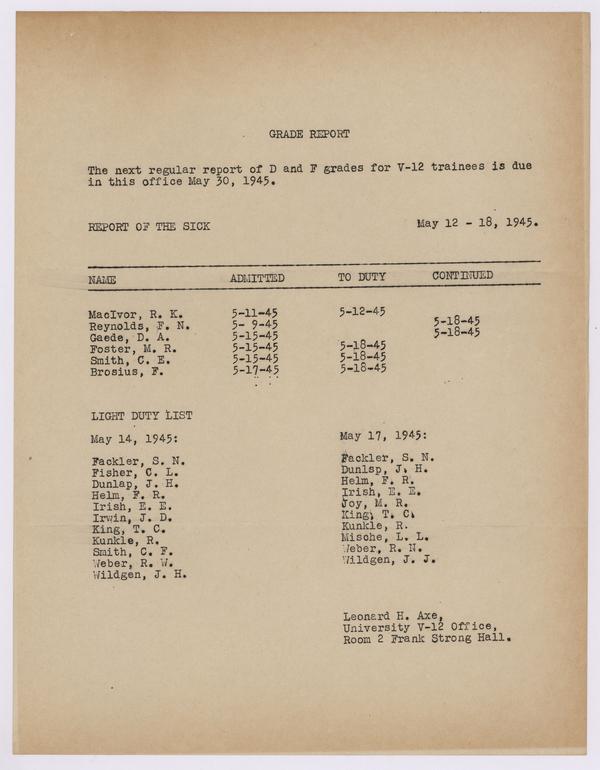 GRADE REPORT
The next regular report of D and F grades for V-12 trainees is due
in this office May 30, 1945.
REPORT OF THE SICK May 12 - 18, 1945.
NAME ADMITTED TO DUTY CONTINUED
MacIvor, R. K. 5-11-45 5-12-45
Reynolds, F. N. 5- 9-45 5-18-45
Gaede, D. A. 5-15-45 5-18-45
Foster, M. R. 5-15-45 5-18-45
Smith, C. E. 5-15-45 5-18-45
Brosius, F. 5-17-45 5-18-45
LIGHT DUTY LIST
May 14, 1945:
Fackler, S. N.
Fisher, C. L.
Dunlap, J. H.
Helm, F. R.
Irish, E. E.
Irwin, J. D.
King, T. C.
Kunkle, R.
Smith, C. F.
Weber, R. W.
Wildgen, J. H.
May 17, 1945:
Fackler, S. N.
Dunlsp, J. H.
Helm, F. R.
Irish, E. E.
Joy, M. R.
King, T. C.
Kunkle, R.
Mische, L. L.
Weber, R. N.
Wildgen, J. J.
Leonard H. Axe,
University V-12 Office,
Room 2 Frank Strong Hall.